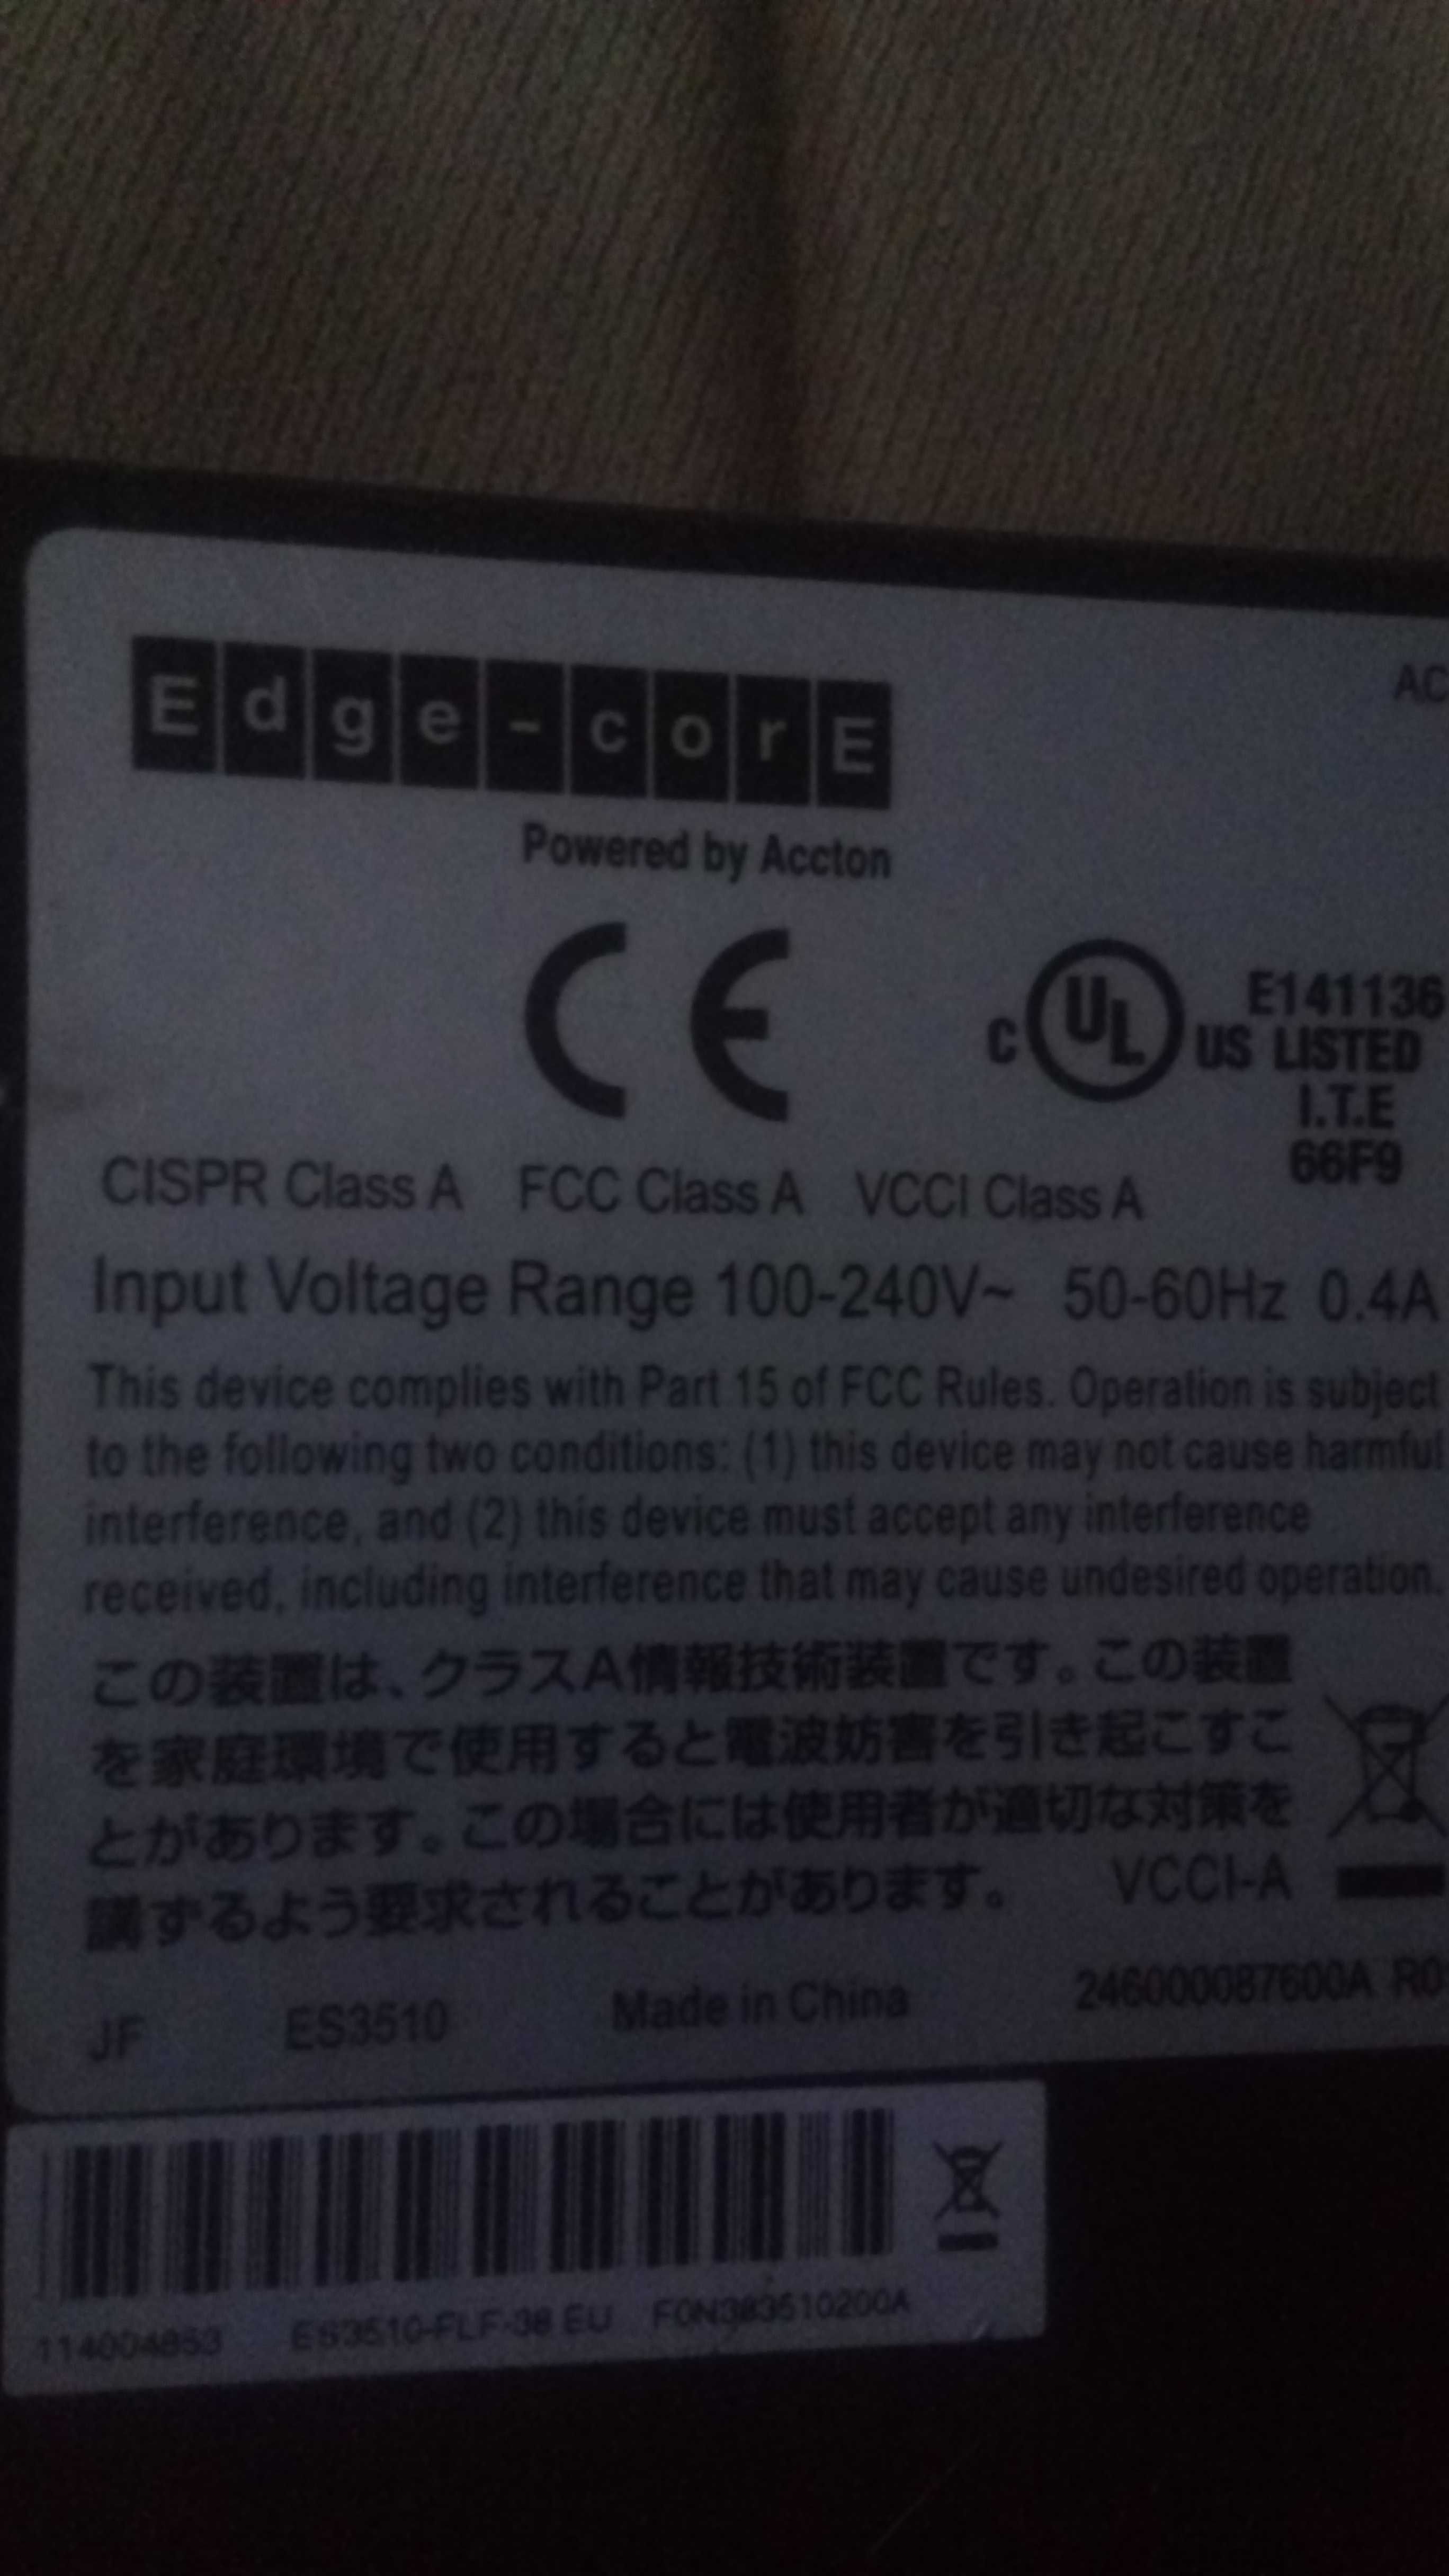 Edge-corE
AC
Powered by Accton
CE
C UL US LISTED
E141136
I.T.E
66F9
CISPR Class A FCC Class A VCCI Class A
Input Voltage Range 100-240V~ 50-60Hz 0.4A
This device complies with Part 15 of FCC Rules. Operation is subject
to the following two conditions: (1) this device may not cause harmful
interference, and (2) this device must accept any interference
received, including interference that may cause undesired operation.
この装置は、クラスA情報技術装置です。この装置
を家庭環境で使用すると電波妨害を引き起こすこ
とがあります。この場合には使用者が適切な対策を
講ずるよう要求されることがあります。 VCCI-A
JF ES3510 Made in China 246000087600A R0
114004853 ES3510-FLF-38 EU